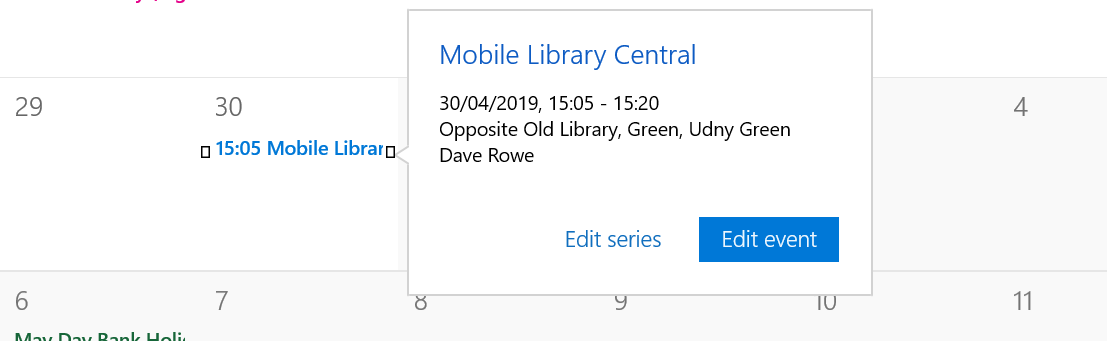 Mobile Library Central
30/04/2019, 15:05 - 15:20
Opposite Old Library, Green, Udny Green
Dave Rowe
Edit series
Edit event
29
30
4
15:05 Mobile Librar
6
7
8
9
10
11
May Day Bank Holi